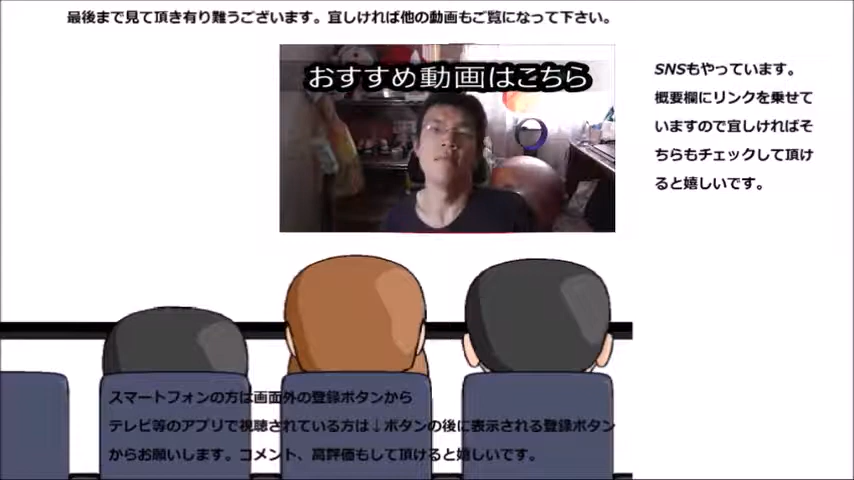 最後まで見て頂き有り難うございます。宜しければ他の動画もご覧になって下さい。
おすすめ動画はこちら
SNSもやっています。
概要欄にリンクを乗せて
いますので宜しければそ
ちらもチェックして頂け
ると嬉しいです。
スマートフォンの方は画面外の登録ボタンから
テレビ等のアプリで視聴されている方は↓ボタンの後に表示される登録ボタン
からお願いします。コメント、高評価もして頂けると嬉しいです。